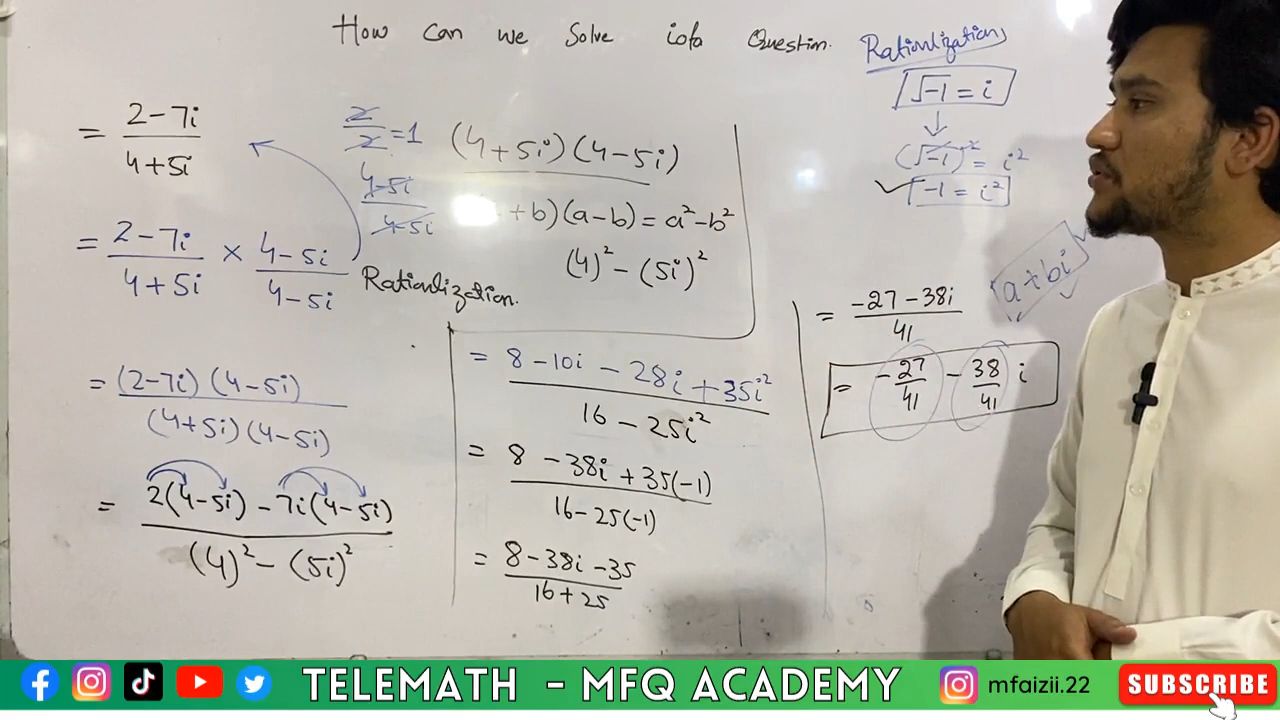 How can we Solve iota Question.
Rationlization
√-1 = i
↓
(√-1)² = i²
✓ -1 = i²
= 2-7i / 4+5i
2/2 = 1
4-5i / 4-5i
(4+5i)(4-5i)
+b)(a-b) = a²-b²
(4)² - (5i)²
= 2-7i / 4+5i × 4-5i / 4-5i
Rationlization.
= (2-7i)(4-5i) / (4+5i)(4-5i)
= 2(4-5i) - 7i(4-5i) / (4)² - (5i)²
= 8-10i - 28i + 35i² / 16 - 25i²
= 8 - 38i + 35(-1) / 16-25(-1)
= 8-38i-35 / 16+25
a+bi
= -27-38i / 41
= -27/41 - 38/41 i
TELEMATH - MFQ ACADEMY
mfaizii.22
SUBSCRIBE